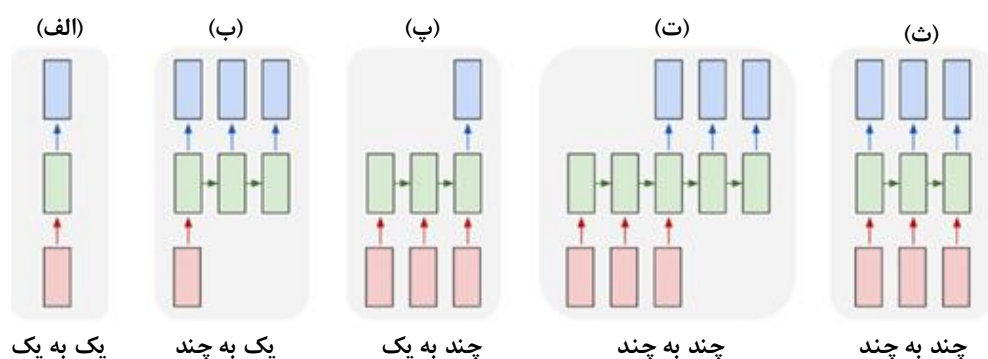 (الف) (ب) (پ) (ت) (ث)
یک به یک یک به چند چند به یک چند به چند چند به چند